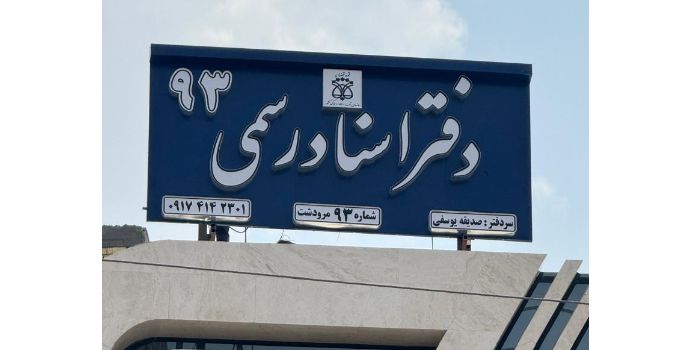 دفتر اسناد رسمی ۹۳
سردفتر : صدیقه یوسفی
شماره ۹۳ مرودشت
۰۹۱۷ ۴۱۴ ۲۳۰۱